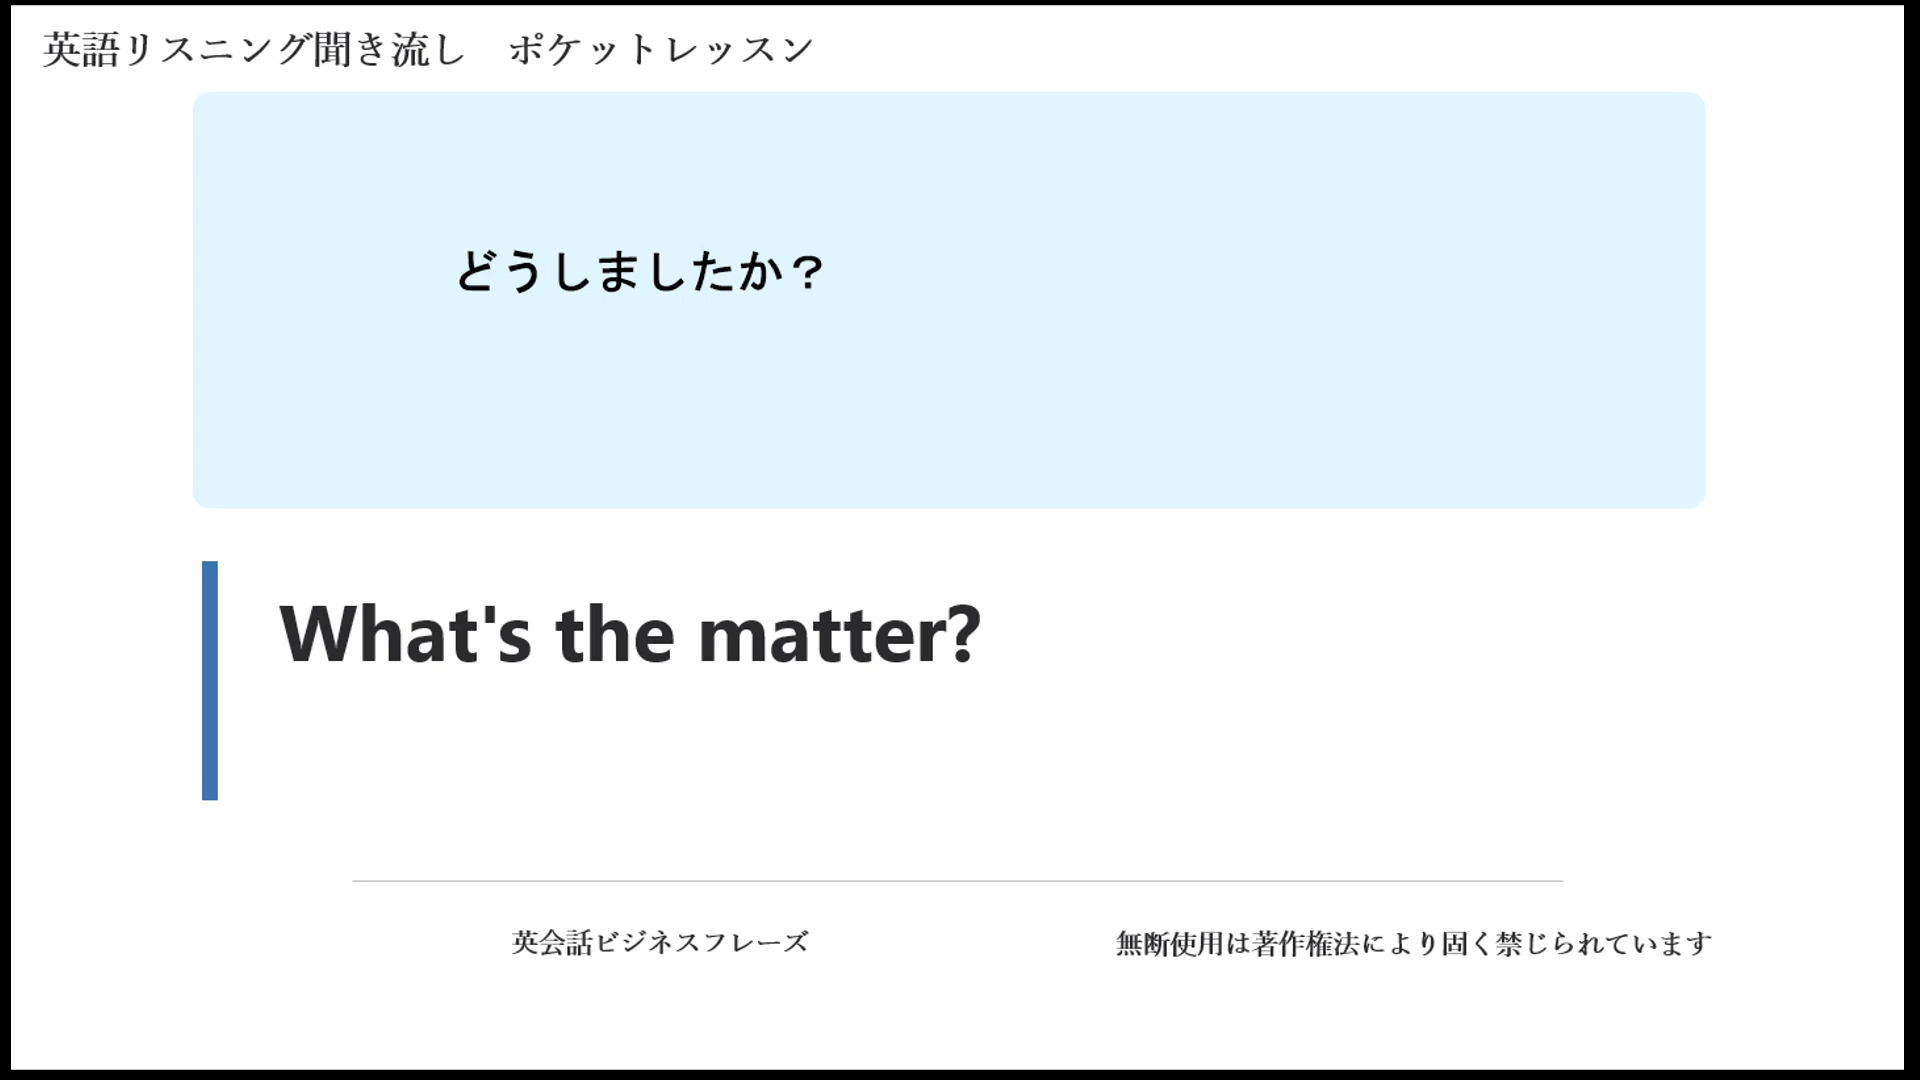 英語リスニング聞き流し　ポケットレッスン
どうしましたか？
What's the matter?
英会話ビジネスフレーズ
無断使用は著作権法により固く禁じられています